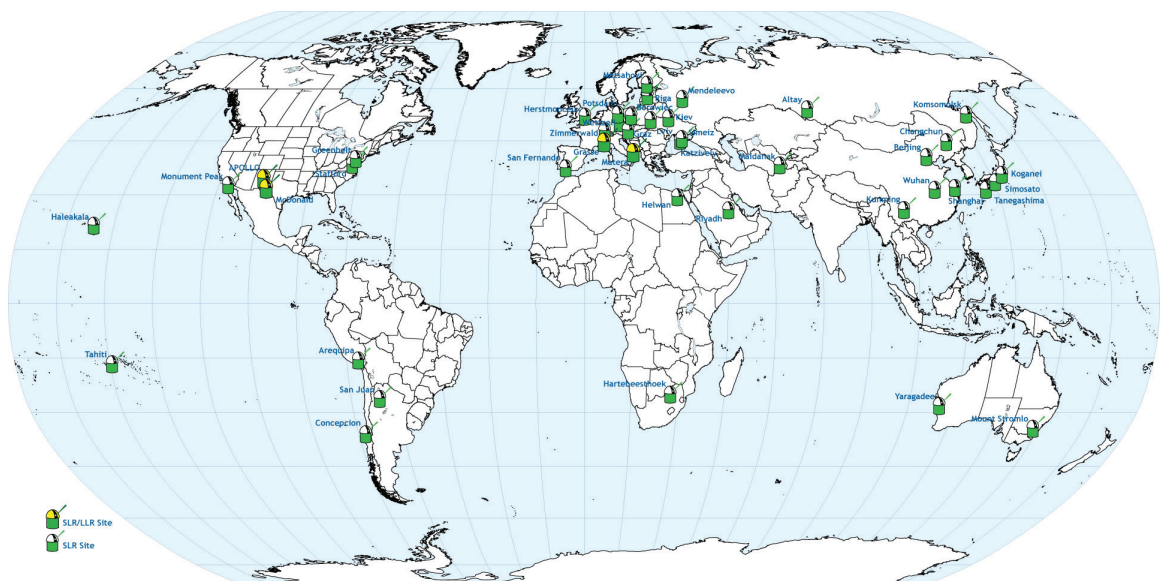 Metsahovi
Riga
Mendeleevo
Potsdam
Borowiec
Herstmonceux
Kiev
Altay
Komsomolsk
Zimmerwald
Graz
Simeiz
Changchun
Greenbelt
Grasse
Katzively
Beijing
San Fernando
Matera
Maidanak
Stafford
APOLLO
Monument Peak
Koganei
McDonald
Wuhan
Simosato
Helwan
Kunming
Shanghai
Tanegashima
Haleakala
Riyadh
Tahiti
Arequipa
San Juan
Hartebeesthoek
Yaragadee
Concepcion
Mount Stromlo
SLR/LLR Site
SLR Site